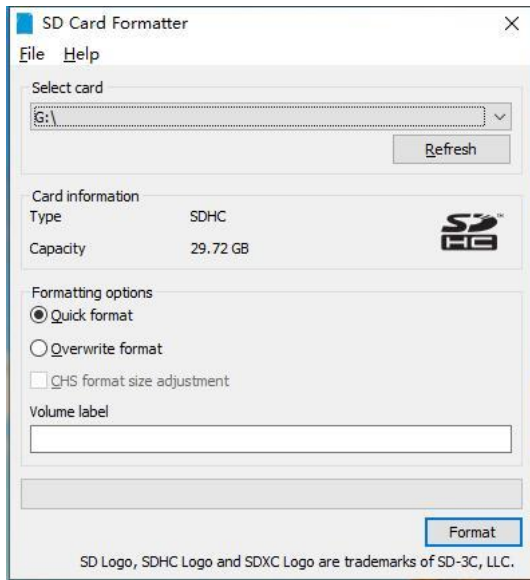 SD Card Formatter
File Help
Select card
G:\
Refresh
Card information
Type SDHC
Capacity 29.72 GB
SD HC
Formatting options
Quick format
Overwrite format
CHS format size adjustment
Volume label
Format
SD Logo, SDHC Logo and SDXC Logo are trademarks of SD-3C, LLC.